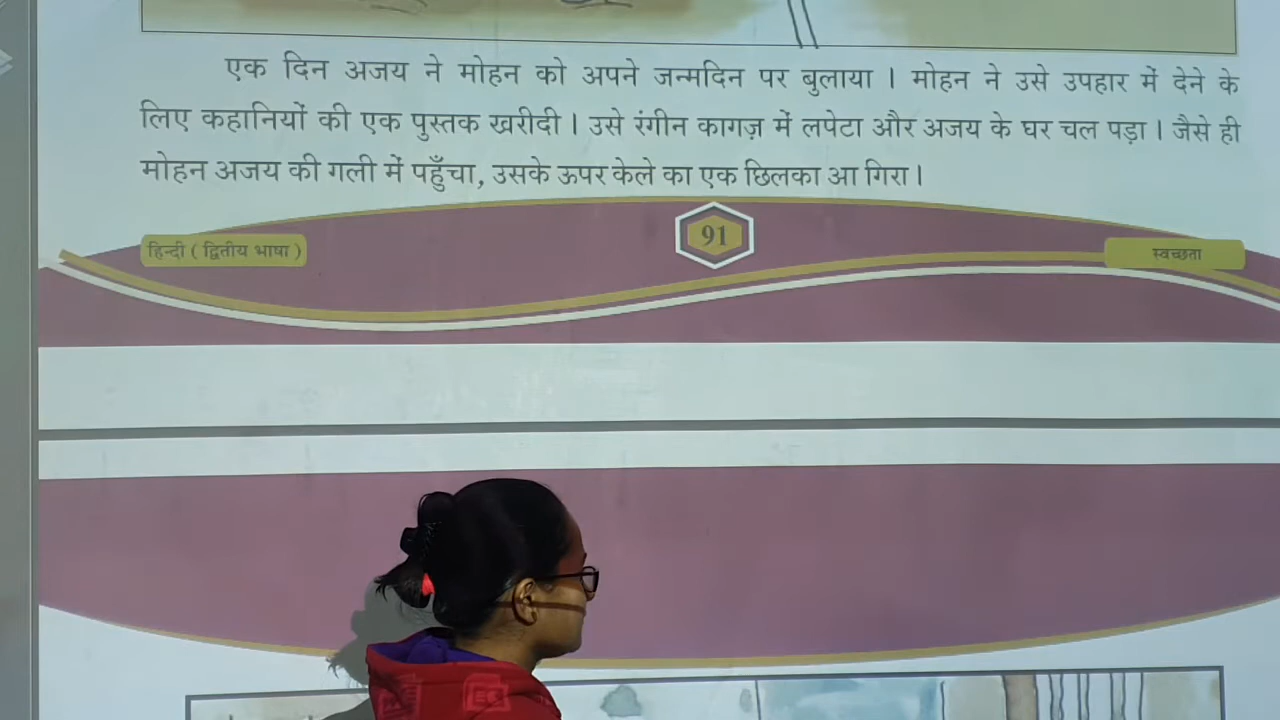 एक दिन अजय ने मोहन को अपने जन्मदिन पर बुलाया । मोहन ने उसे उपहार में देने के
लिए कहानियों की एक पुस्तक खरीदी । उसे रंगीन कागज़ में लपेटा और अजय के घर चल पड़ा । जैसे ही
मोहन अजय की गली में पहुँचा, उसके ऊपर केले का एक छिलका आ गिरा ।
हिन्दी ( द्वितीय भाषा )
91
स्वच्छता